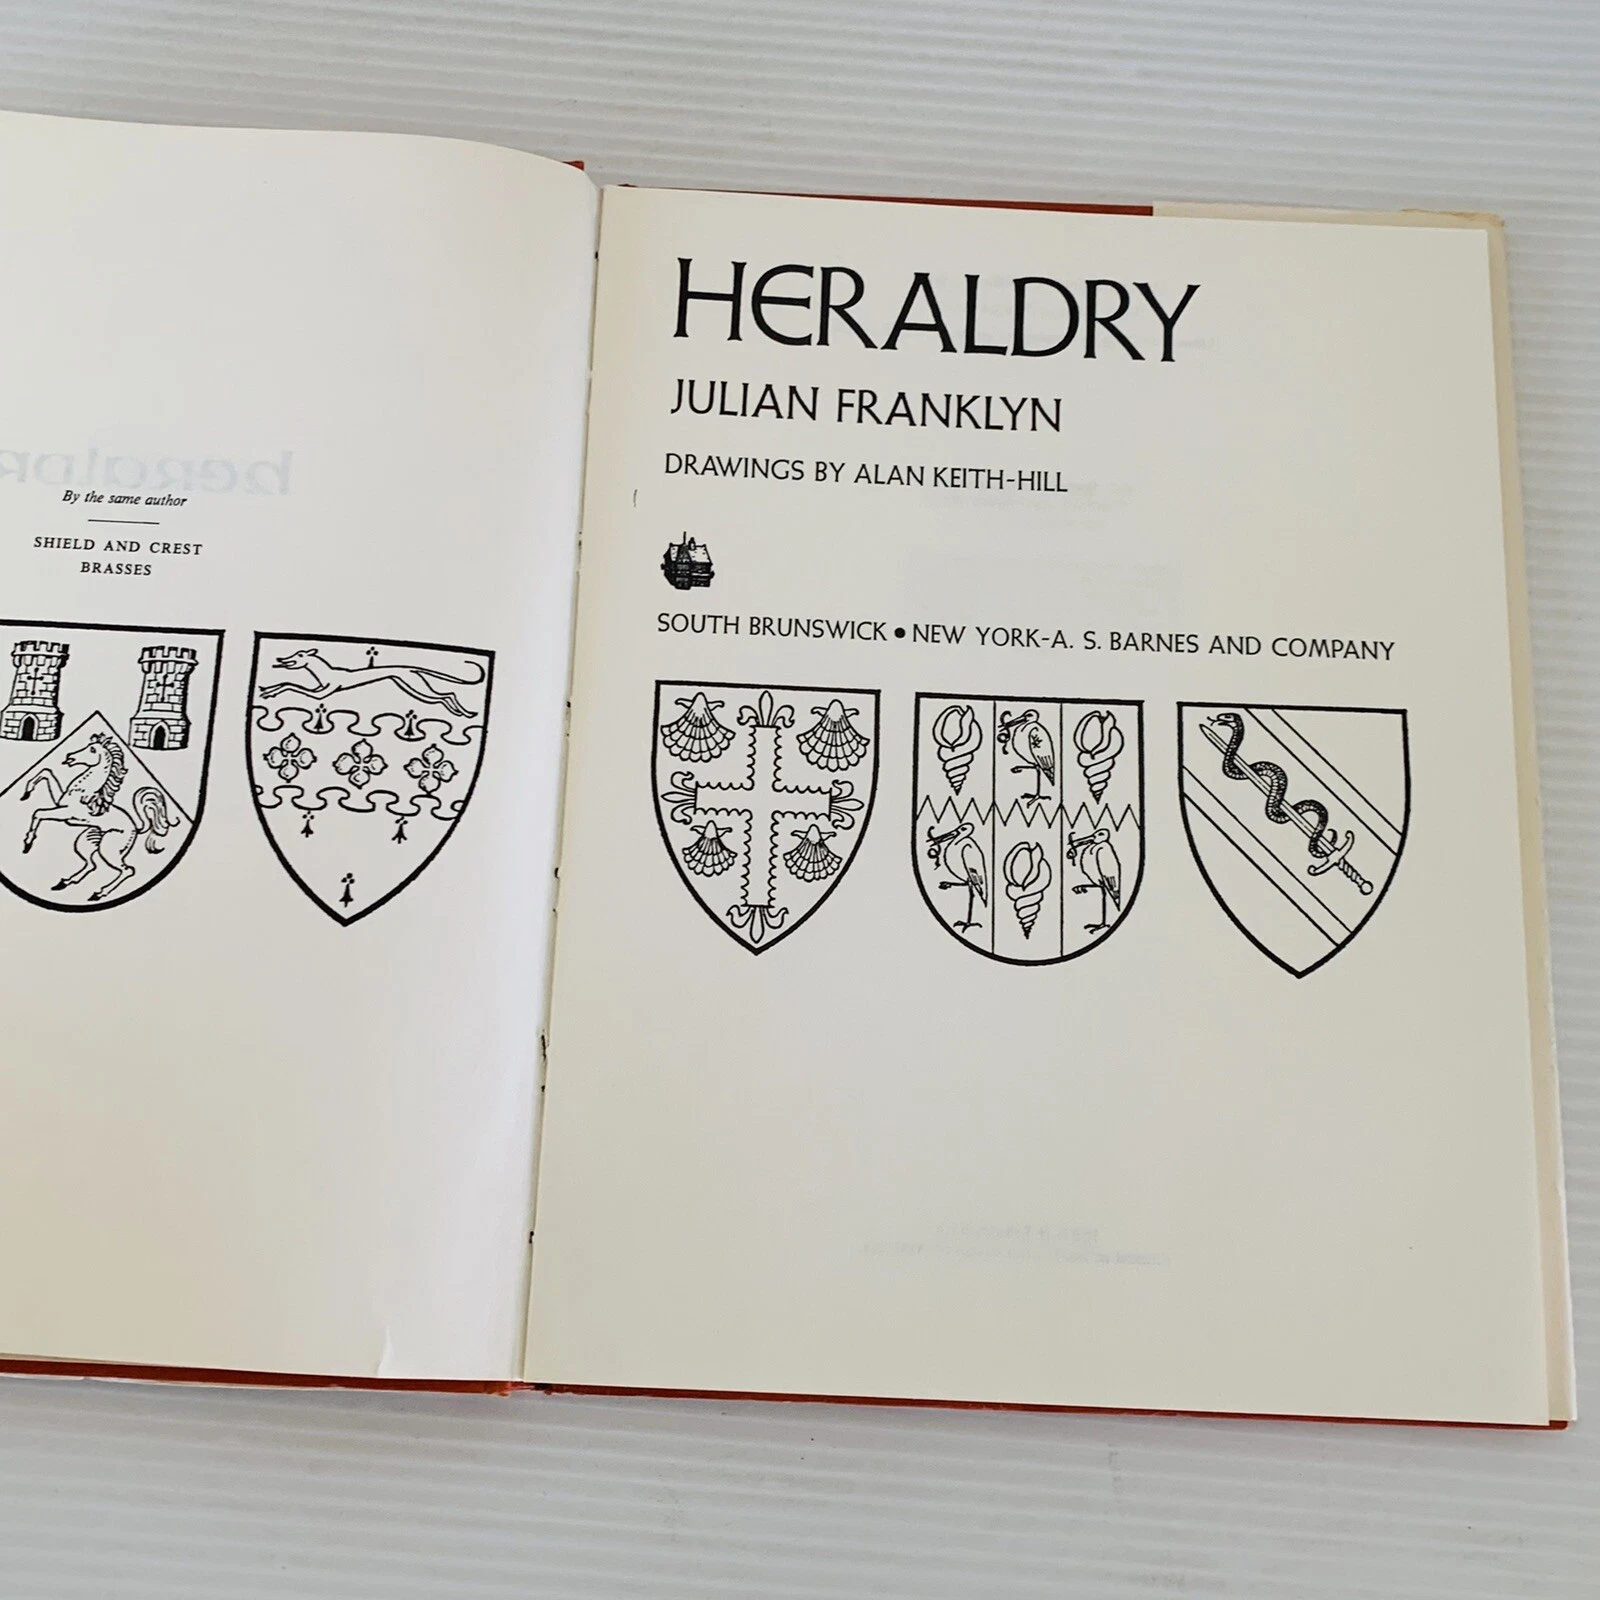 By the same author
SHIELD AND CREST
BRASSES
HERALDRY
JULIAN FRANKLYN
DRAWINGS BY ALAN KEITH-HILL
SOUTH BRUNSWICK • NEW YORK-A. S. BARNES AND COMPANY